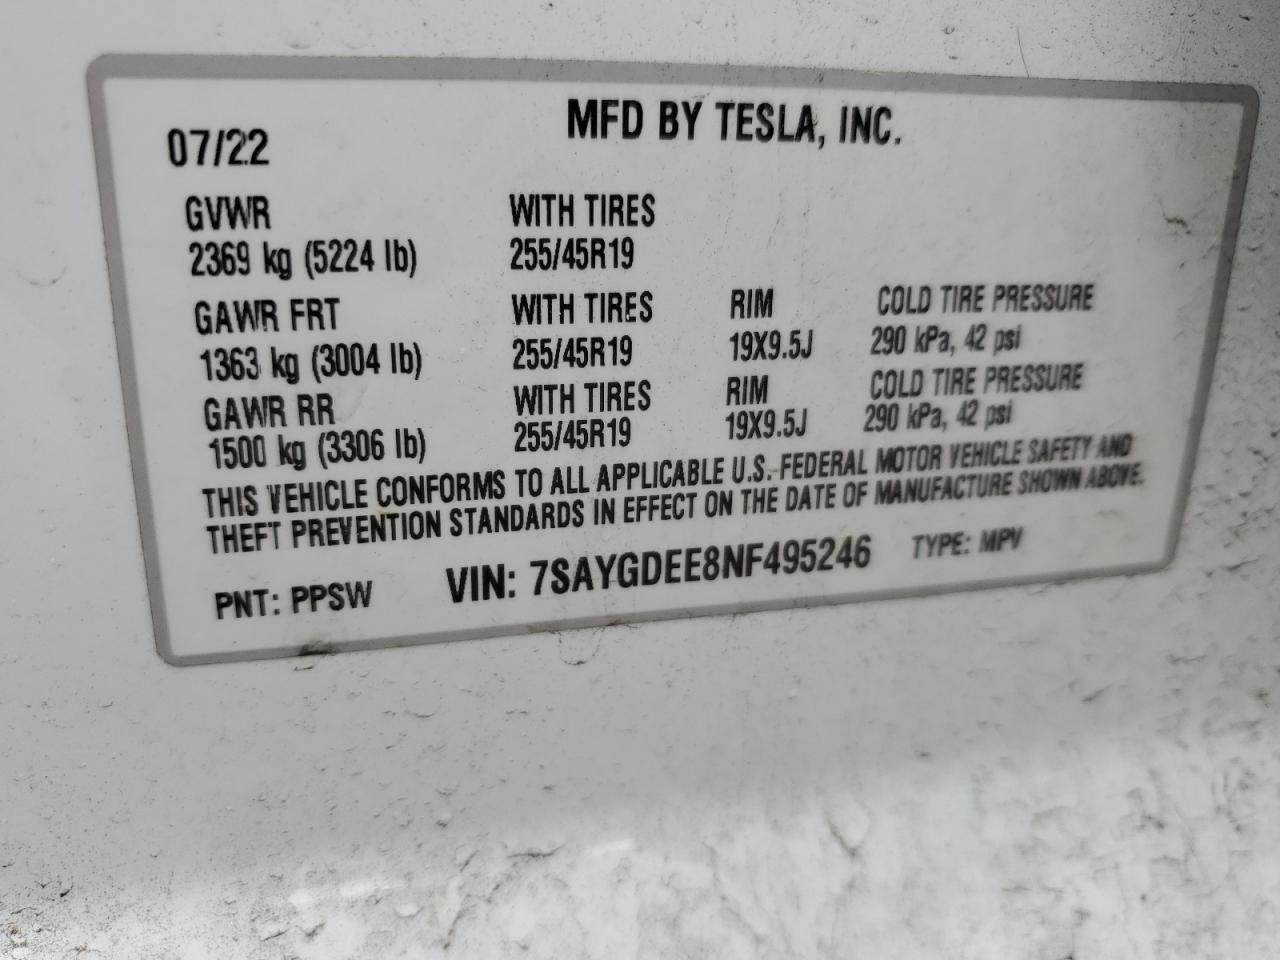 MFD BY TESLA, INC.
07/22
GVWR WITH TIRES
2369 kg (5224 lb) 255/45R19
GAWR FRT WITH TIRES RIM COLD TIRE PRESSURE
1363 kg (3004 lb) 255/45R19 19X9.5J 290 kPa, 42 psi
GAWR RR WITH TIRES RIM COLD TIRE PRESSURE
1500 kg (3306 lb) 255/45R19 19X9.5J 290 kPa, 42 psi
THIS VEHICLE CONFORMS TO ALL APPLICABLE U.S.-FEDERAL MOTOR VEHICLE SAFETY AND
THEFT PREVENTION STANDARDS IN EFFECT ON THE DATE OF MANUFACTURE SHOWN ABOVE.
PNT: PPSW VIN: 7SAYGDEE8NF495246 TYPE: MPV